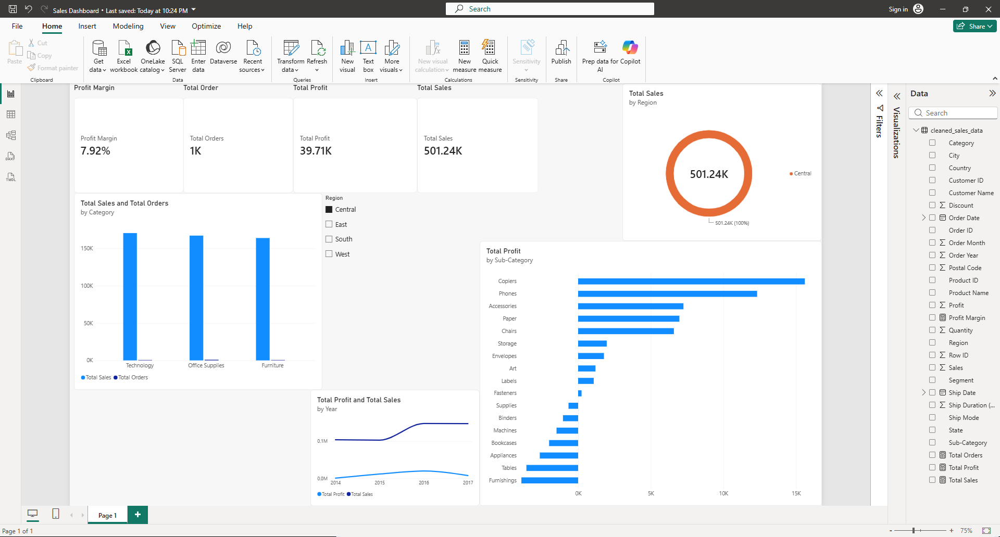 Sales Dashboard • Last saved: Today at 10:24 PM
Search
Sign in
File Home Insert Modeling View Optimize Help
Share
Paste
Cut
Copy
Format painter
Clipboard
Get data
Excel workbook
OneLake catalog
SQL Server
Enter data
Dataverse
Recent sources
Data
Transform data
Refresh
Queries
New visual
Text box
More visuals
Insert
New visual calculation
New measure
Quick measure
Calculations
Sensitivity
Sensitivity
Publish
Share
Prep data for AI
Copilot
Copilot
DAX
TMDL
Profit Margin
Total Order
Total Profit
Total Sales
Profit Margin
7.92%
Total Orders
1K
Total Profit
39.71K
Total Sales
501.24K
Total Sales
by Region
501.24K
Central
501.24K (100%)
Total Sales and Total Orders
by Category
150K
100K
50K
0K
Technology
Office Supplies
Furniture
Total Sales
Total Orders
Region
Central
East
South
West
Total Profit and Total Sales
by Year
0.1M
0.0M
2014
2015
2016
2017
Total Profit
Total Sales
Total Profit
by Sub-Category
Copiers
Phones
Accessories
Paper
Chairs
Storage
Envelopes
Art
Labels
Fasteners
Supplies
Binders
Machines
Bookcases
Appliances
Tables
Furnishings
0K
5K
10K
15K
Filters
Visualizations
Data
Search
cleaned_sales_data
Category
City
Country
Customer ID
Customer Name
Discount
Order Date
Order ID
Order Month
Order Year
Postal Code
Product ID
Product Name
Profit
Profit Margin
Quantity
Region
Row ID
Sales
Segment
Ship Date
Ship Duration (...
Ship Mode
State
Sub-Category
Total Orders
Total Profit
Total Sales
Page 1
+
Page 1 of 1
- + 75%